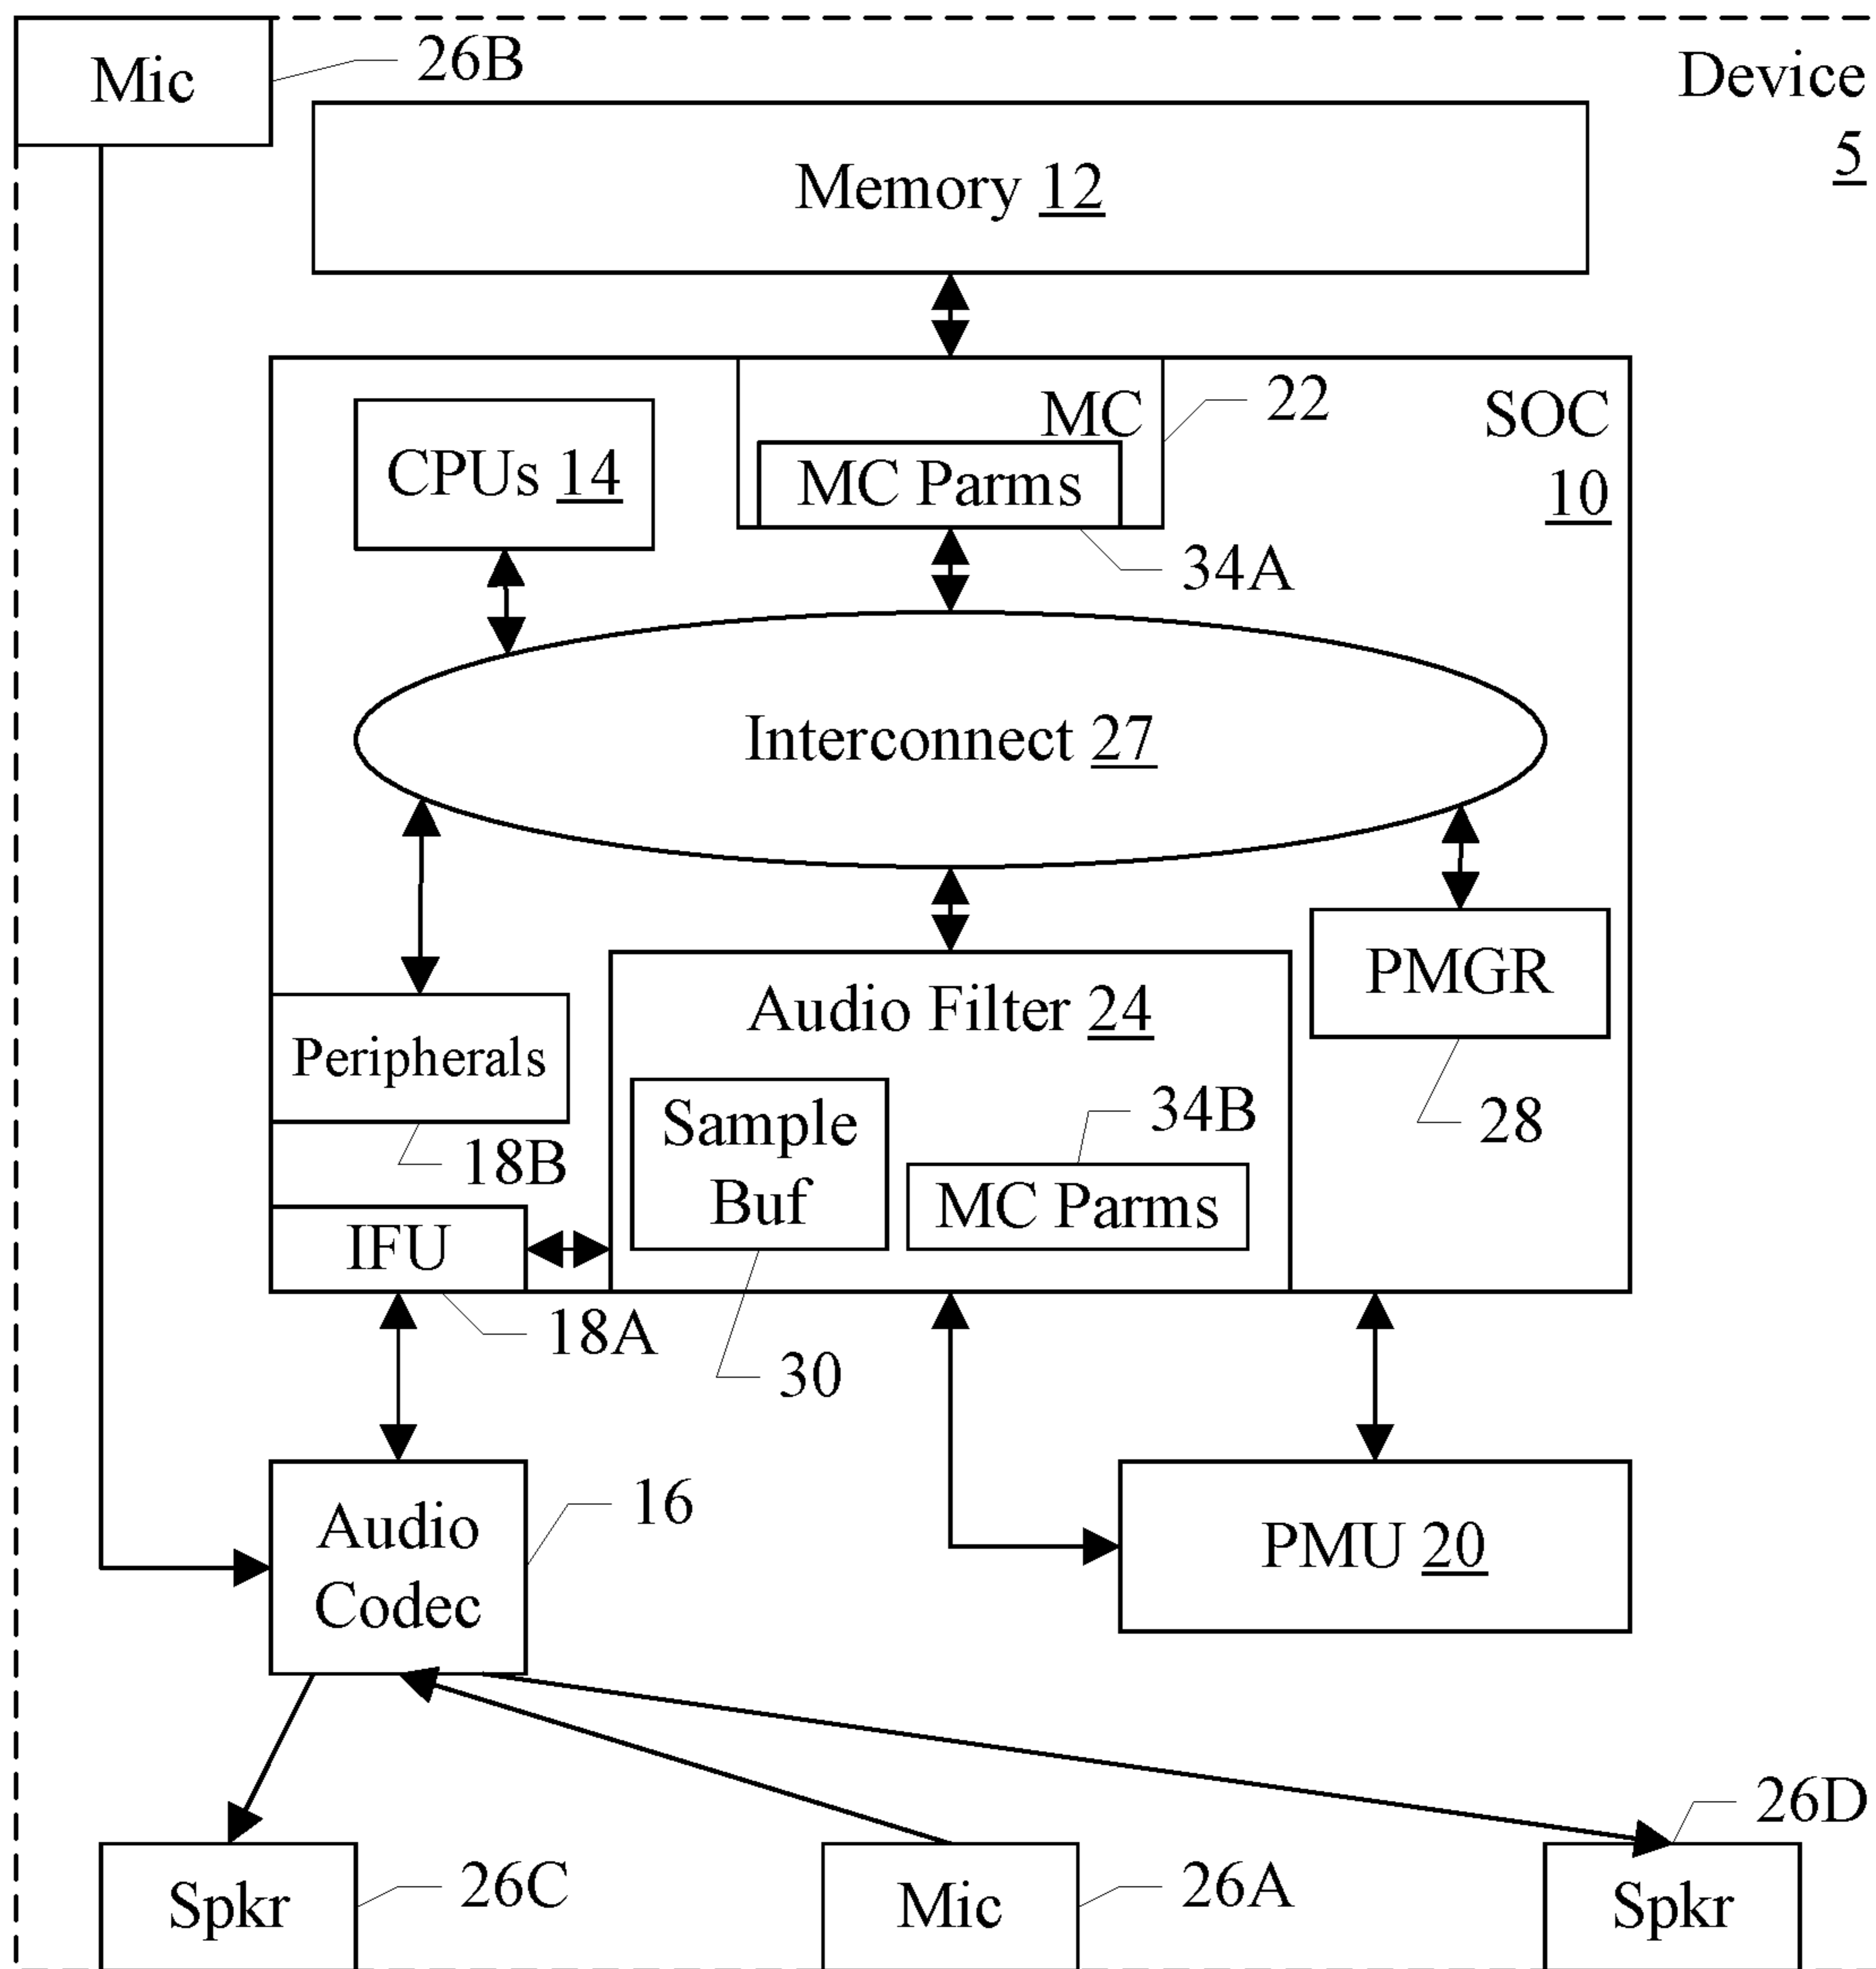 Mic
26B
Device
5
Memory 12
MC
22
SOC
10
CPUs 14
MC Parms
34A
Interconnect 27
PMGR
28
Audio Filter 24
Peripherals
18B
Sample
Buf
34B
MC Parms
IFU
18A
30
Audio
Codec
16
PMU 20
26D
Spkr
26C
Mic
26A
Spkr